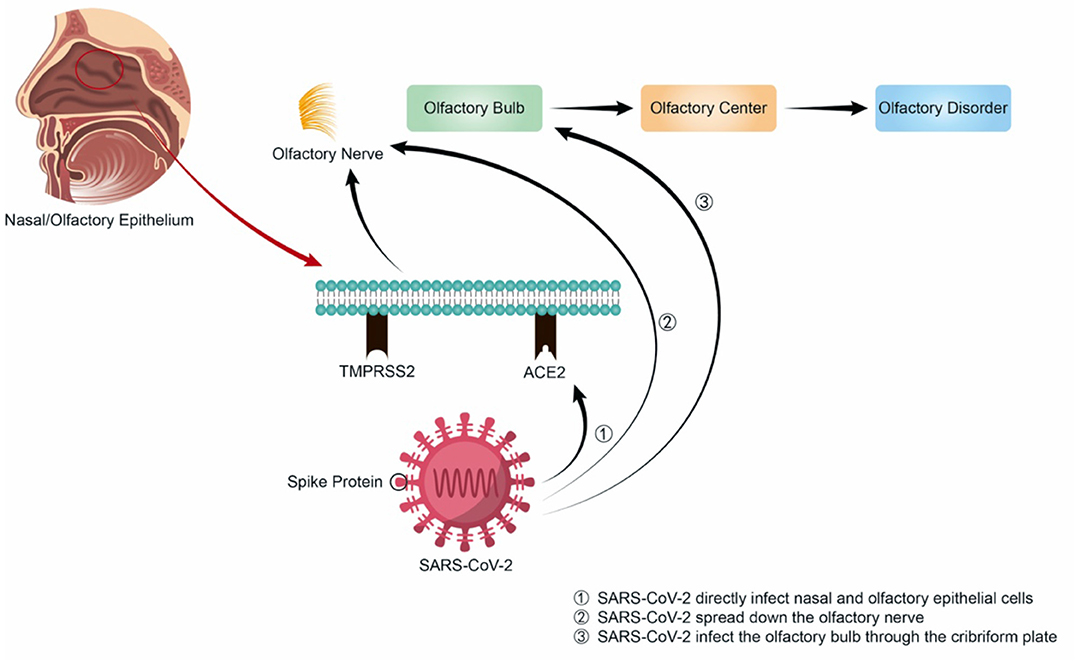 Olfactory Bulb
Olfactory Center
Olfactory Disorder
Olfactory Nerve
Nasal/Olfactory Epithelium
③
②
TMPRSS2
ACE2
①
Spike Protein
SARS-CoV-2
① SARS-CoV-2 directly infect nasal and olfactory epithelial cells
② SARS-CoV-2 spread down the olfactory nerve
③ SARS-CoV-2 infect the olfactory bulb through the cribriform plate